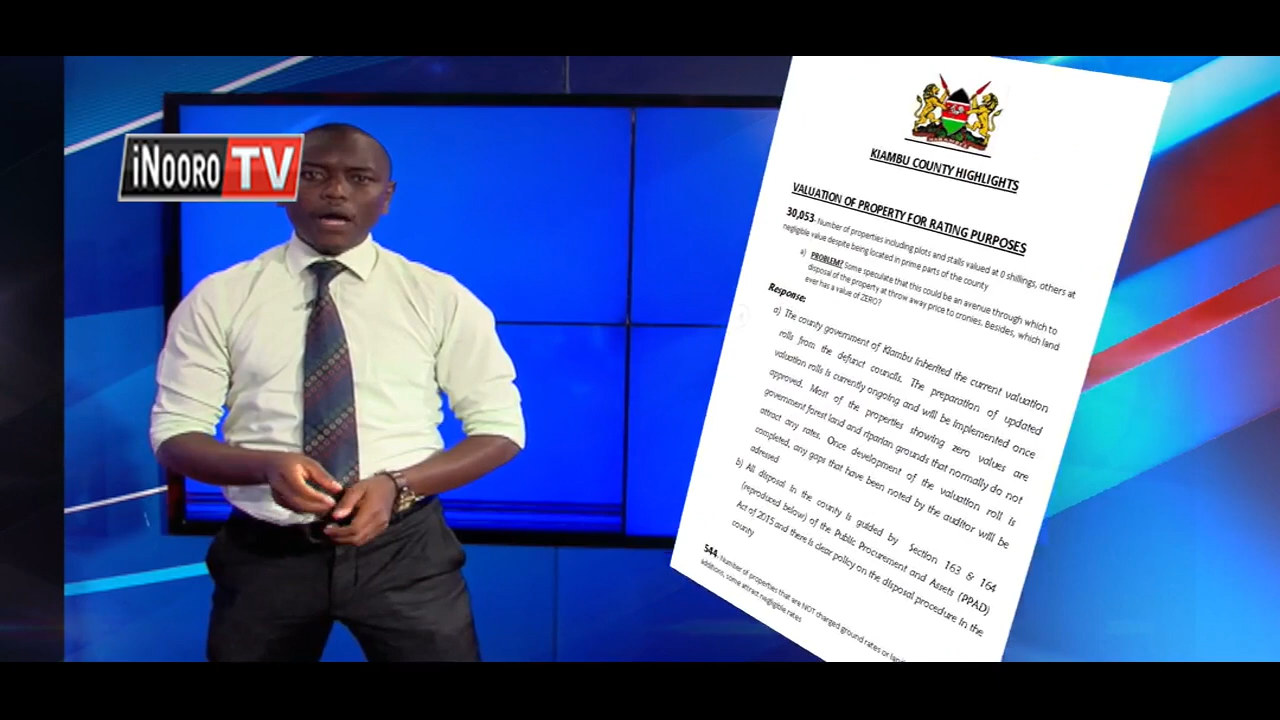 iNOORO TV
KIAMBU COUNTY HIGHLIGHTS
VALUATION OF PROPERTY FOR RATING PURPOSES
30,053- Number of properties including plots and stalls valued at 0 shillings, others at
negligible value despite being located in prime parts of the county
a) PROBLEM? Some speculate that this could be an avenue through which to
disposal of the property at throw away price to cronies. Besides, which land
ever has a value of ZERO?
Response:
a) The county government of Kiambu inherited the current valuation
rolls from the defunct councils. The preparation of updated
valuation rolls is currently ongoing and will be implemented once
approved. Most of the properties showing zero values are
government forest land and riparian grounds that normally do not
attract any rates. Once development of the valuation roll is
completed, any gaps that have been noted by the auditor will be
adressed
b) All disposal in the county is guided by Section 163 & 164
(reproduced below) of the Public Procurement and Assets (PPAD)
Act of 2015 and there is clear policy on the disposal procedure in the
county
544- Number of properties that are NOT charged ground rates or
additions, some attract negligible rates